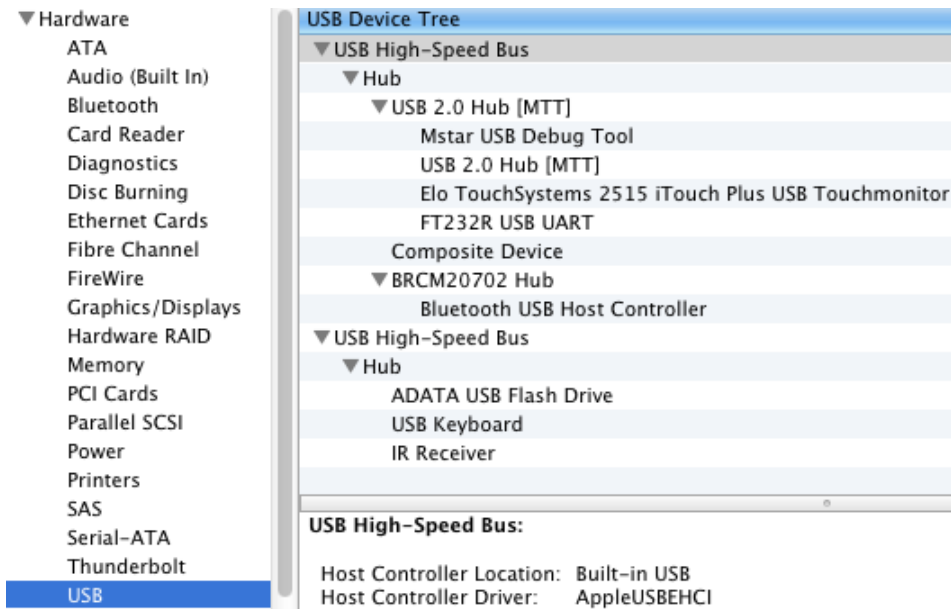 Hardware
ATA
Audio (Built In)
Bluetooth
Card Reader
Diagnostics
Disc Burning
Ethernet Cards
Fibre Channel
FireWire
Graphics/Displays
Hardware RAID
Memory
PCI Cards
Parallel SCSI
Power
Printers
SAS
Serial-ATA
Thunderbolt
USB
USB Device Tree
USB High-Speed Bus
Hub
USB 2.0 Hub [MTT]
Mstar USB Debug Tool
USB 2.0 Hub [MTT]
Elo TouchSystems 2515 iTouch Plus USB Touchmonitor
FT232R USB UART
Composite Device
BRCM20702 Hub
Bluetooth USB Host Controller
USB High-Speed Bus
Hub
ADATA USB Flash Drive
USB Keyboard
IR Receiver
USB High-Speed Bus:
Host Controller Location: Built-in USB
Host Controller Driver: AppleUSBEHCI